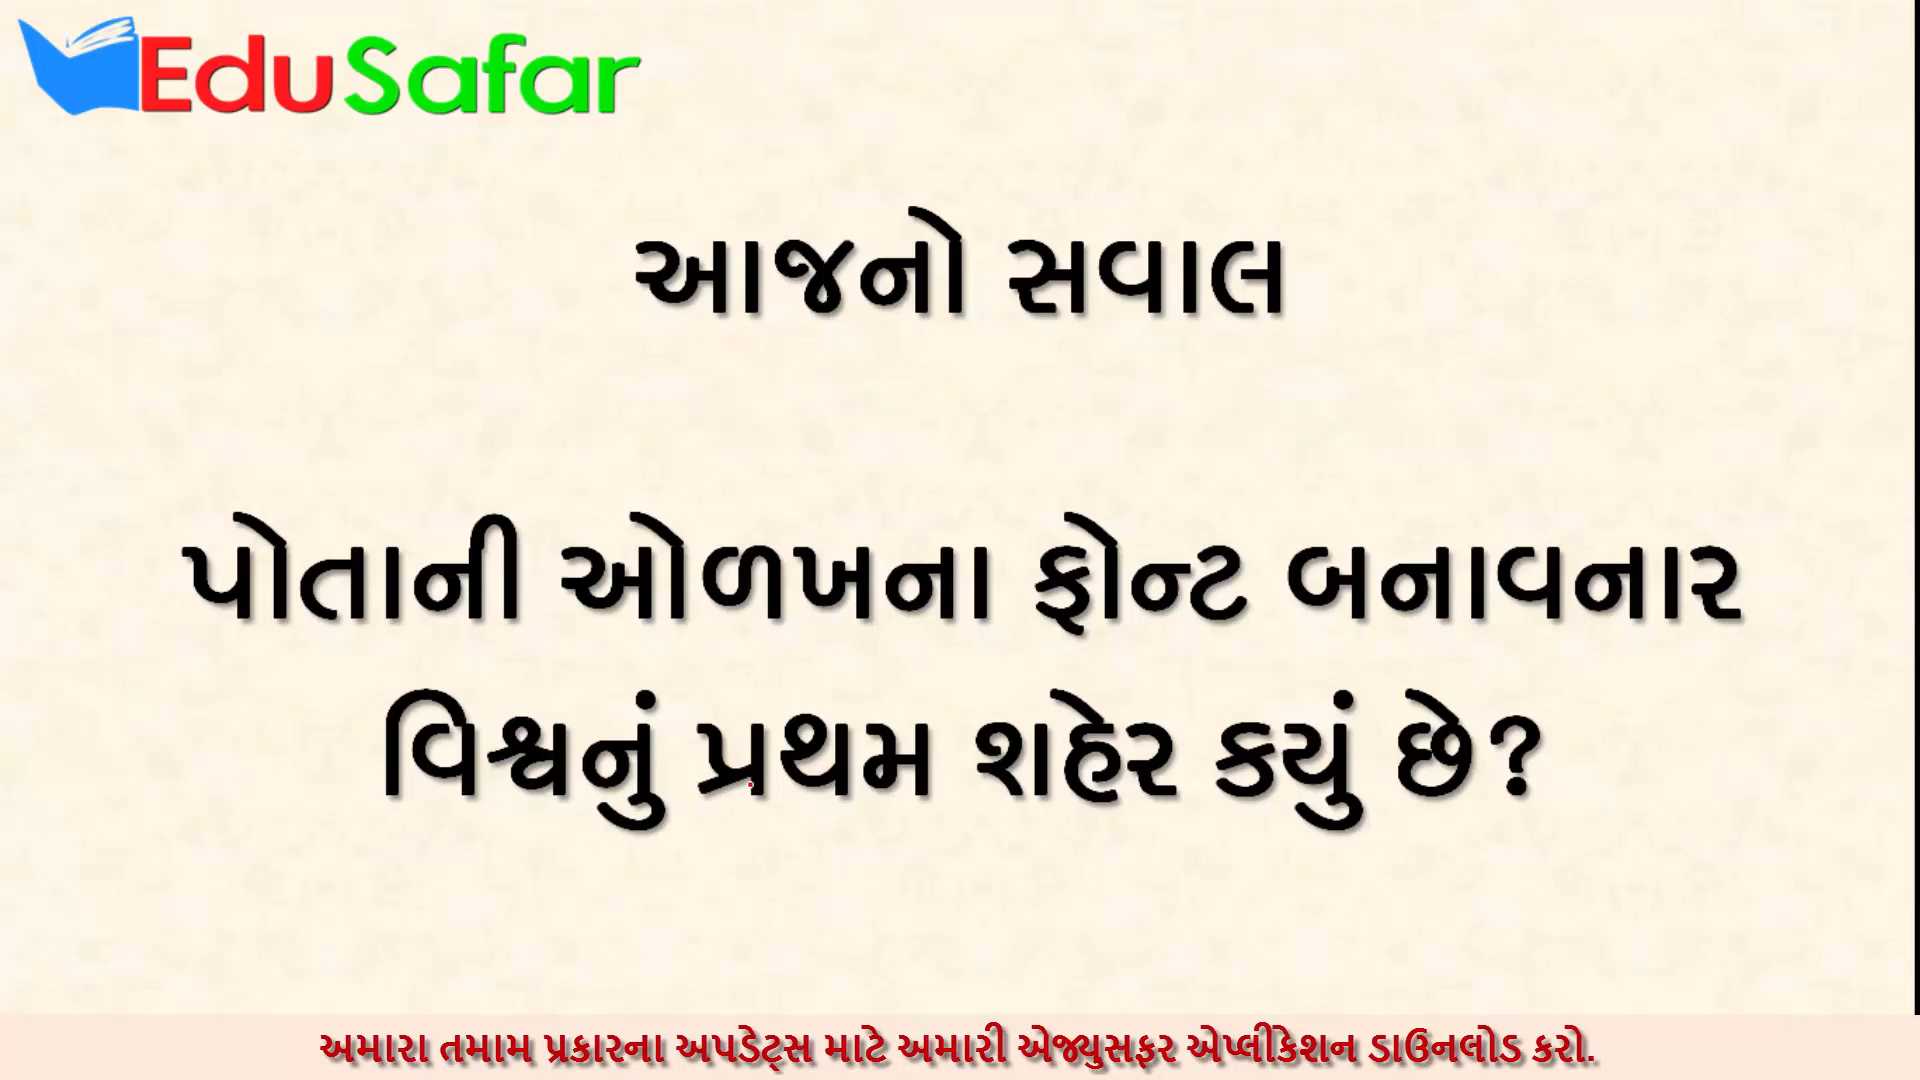 EduSafar
આજનો સવાલ
પોતાની ઓળખના ફોન્ટ બનાવનાર
વિશ્વનું પ્રથમ શહેર કયું છે?
અમારા તમામ પ્રકારના અપડેટ્સ માટે અમારી એજ્યુસફર એપ્લીકેશન ડાઉનલોડ કરો.